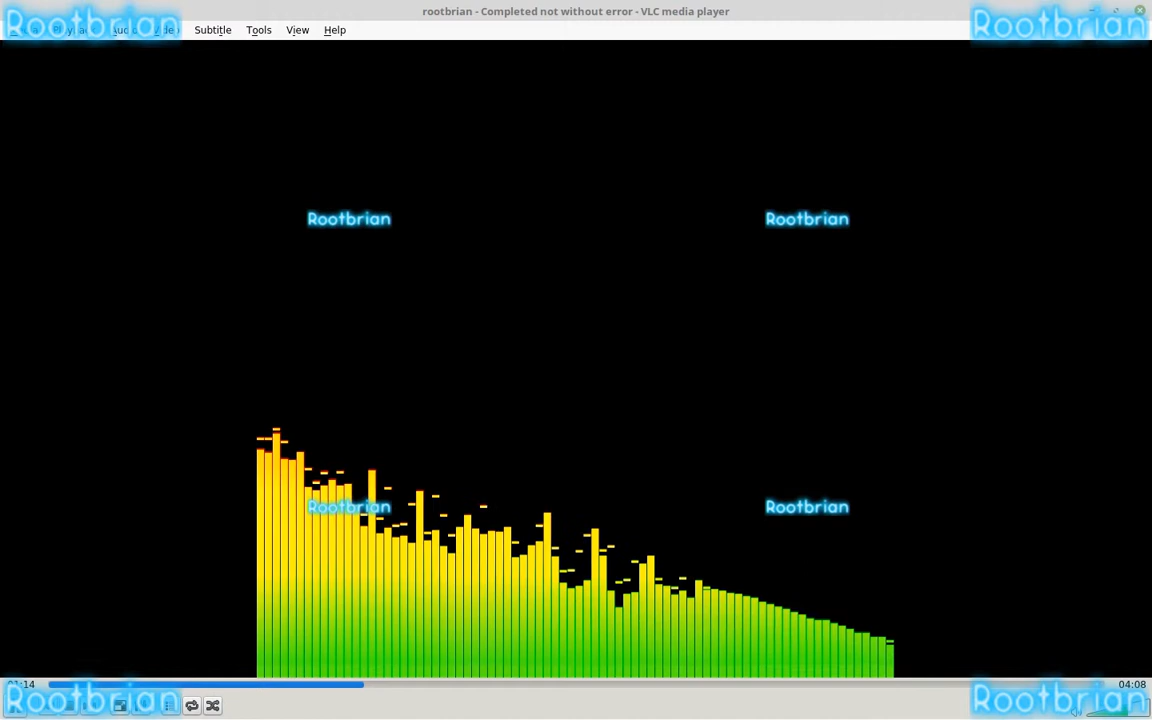 rootbrian - Completed not without error - VLC media player
Rootbrian Rootbrian
Subtitle Tools View Help
Rootbrian Rootbrian
Rootbrian Rootbrian
04:08
Rootbrian Rootbrian